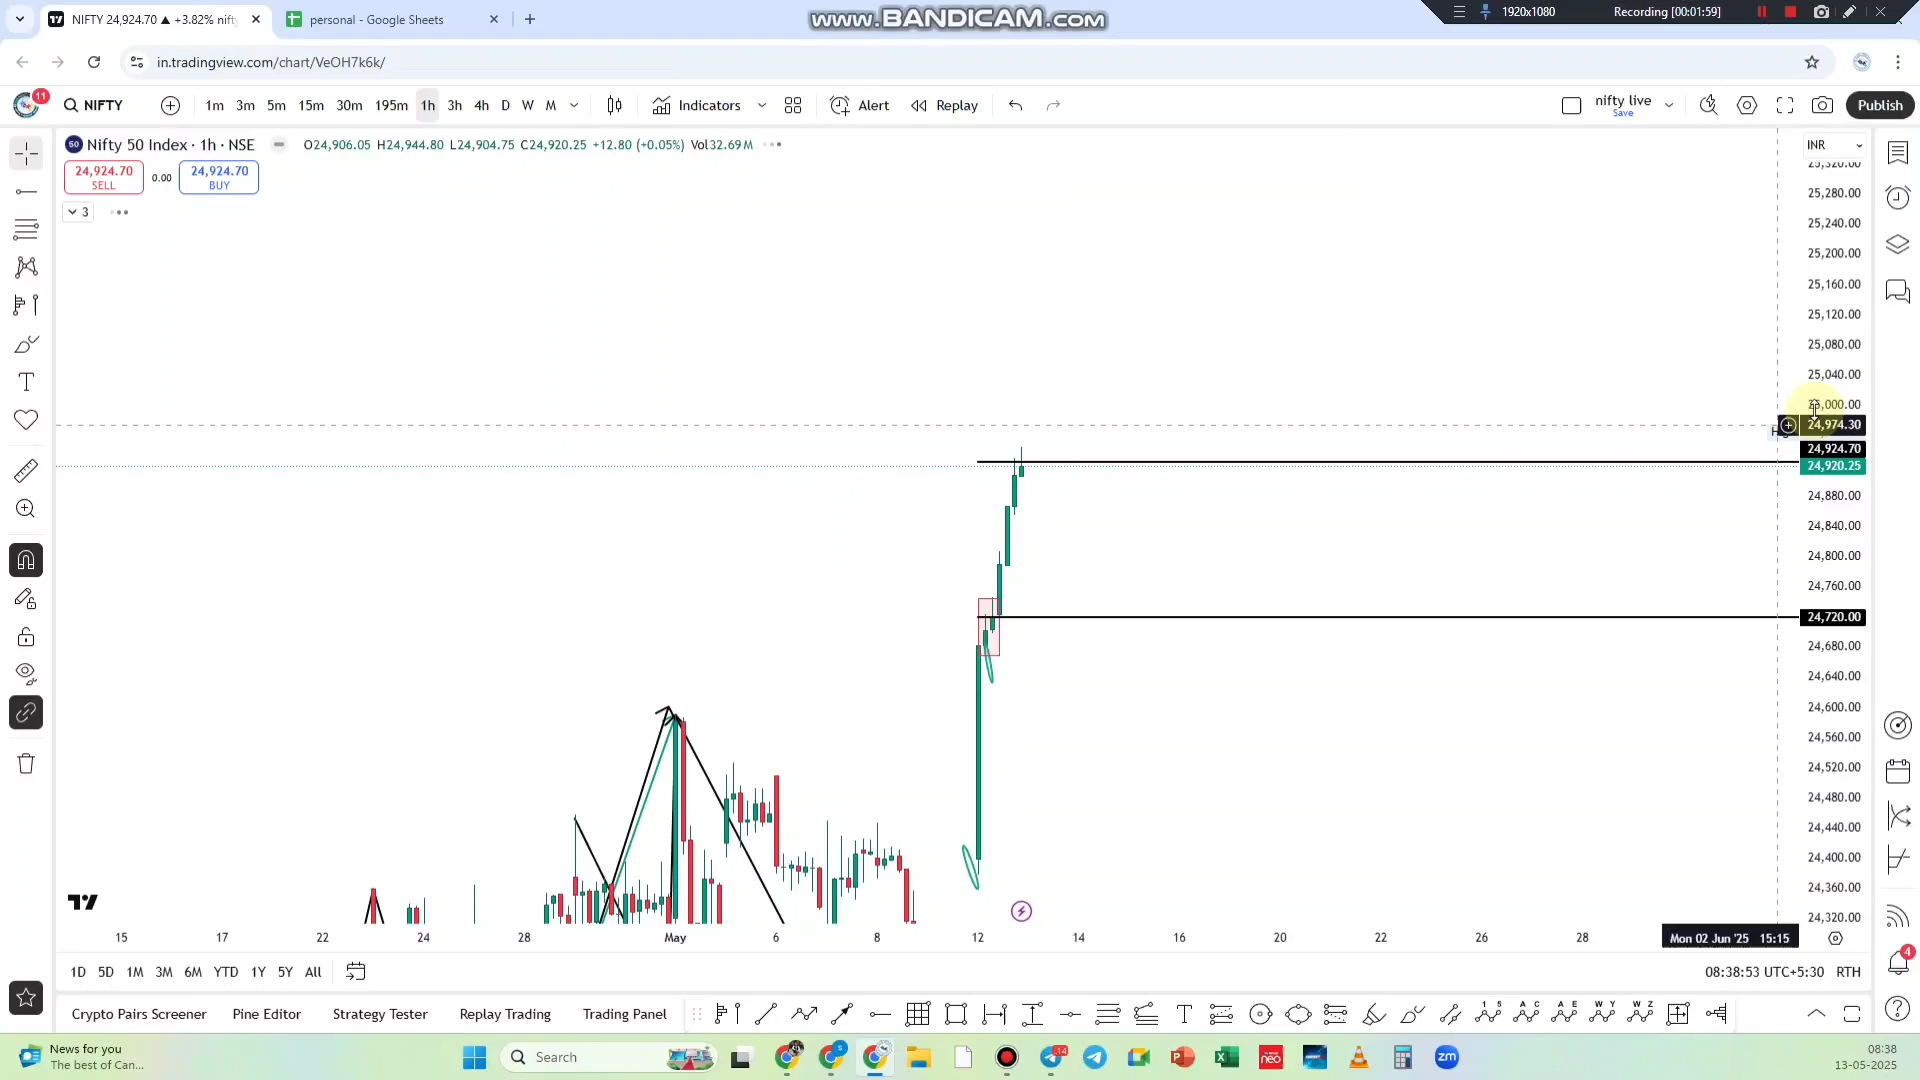 NIFTY 24,924.70 ▲ +3.82% nifty
personal - Google Sheets
www.BANDICAM.com
1920x1080
Recording [00:01:59]
in.tradingview.com/chart/VeOH7k6k/
11
NIFTY
1m 3m 5m 15m 30m 195m 1h 3h 4h D W M
Indicators
Alert
Replay
nifty live
Save
Publish
50 Nifty 50 Index · 1h · NSE
O24,906.05 H24,944.80 L24,904.75 C24,920.25 +12.80 (+0.05%) Vol32.69 M
INR
24,924.70
SELL
0.00
24,924.70
BUY
3
25,320.00
25,280.00
25,240.00
25,200.00
25,160.00
25,120.00
25,080.00
25,040.00
25,000.00
24,974.30
24,924.70
24,920.25
24,880.00
24,840.00
24,800.00
24,760.00
24,720.00
24,680.00
24,640.00
24,600.00
24,560.00
24,520.00
24,480.00
24,440.00
24,400.00
24,360.00
24,320.00
15 17 22 24 28 May 6 8 12 14 16 20 22 26 28
Mon 02 Jun '25 15:15
1D 5D 1M 3M 6M YTD 1Y 5Y All
08:38:53 UTC+5:30 RTH
4
Crypto Pairs Screener
Pine Editor
Strategy Tester
Replay Trading
Trading Panel
News for you
The best of Can...
Search
14
neo
zm
08:38
13-05-2025